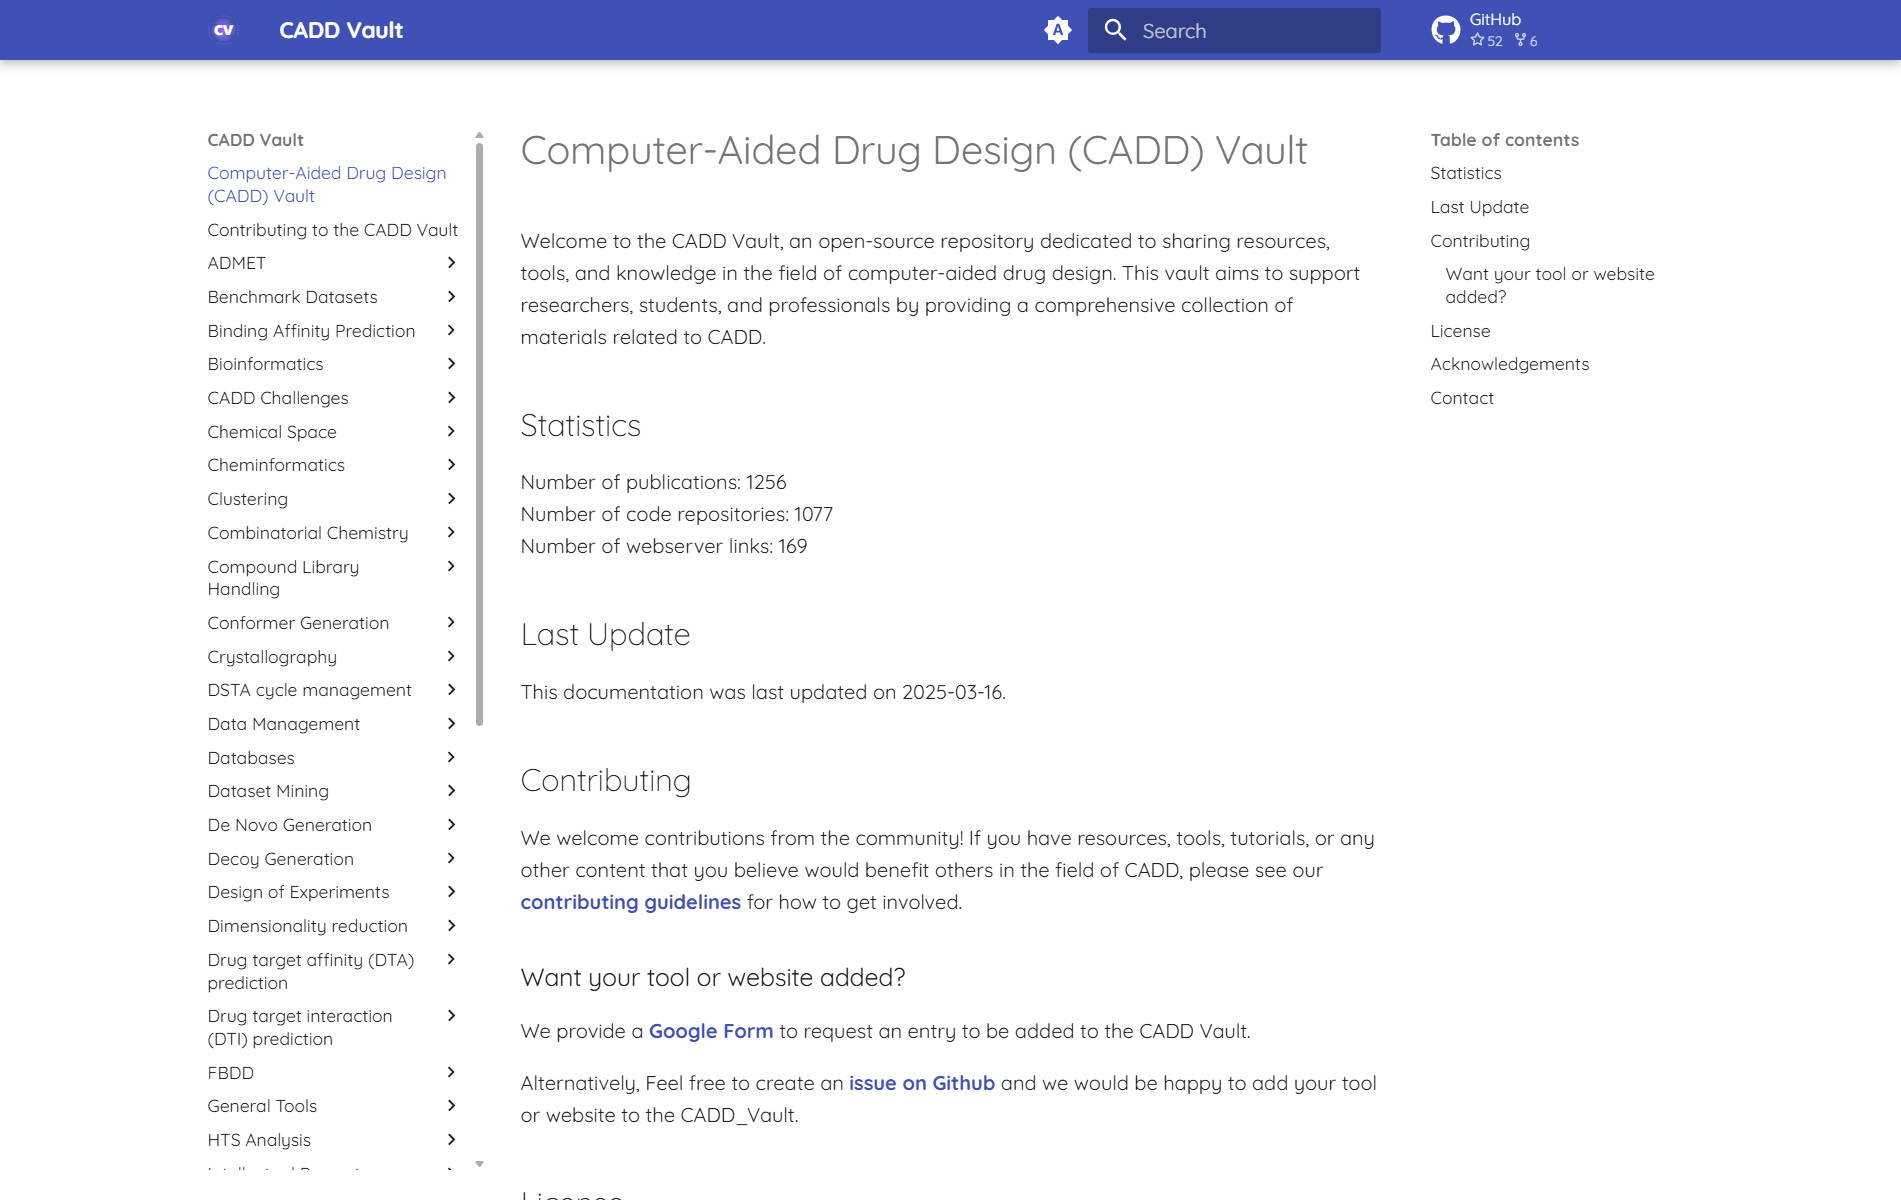 CV
CADD Vault
A
Search
GitHub
52 6
CADD Vault
Computer-Aided Drug Design
(CADD) Vault
Contributing to the CADD Vault
ADMET
Benchmark Datasets
Binding Affinity Prediction
Bioinformatics
CADD Challenges
Chemical Space
Cheminformatics
Clustering
Combinatorial Chemistry
Compound Library
Handling
Conformer Generation
Crystallography
DSTA cycle management
Data Management
Databases
Dataset Mining
De Novo Generation
Decoy Generation
Design of Experiments
Dimensionality reduction
Drug target affinity (DTA)
prediction
Drug target interaction
(DTI) prediction
FBDD
General Tools
HTS Analysis
Computer-Aided Drug Design (CADD) Vault
Welcome to the CADD Vault, an open-source repository dedicated to sharing resources,
tools, and knowledge in the field of computer-aided drug design. This vault aims to support
researchers, students, and professionals by providing a comprehensive collection of
materials related to CADD.
Statistics
Number of publications: 1256
Number of code repositories: 1077
Number of webserver links: 169
Last Update
This documentation was last updated on 2025-03-16.
Contributing
We welcome contributions from the community! If you have resources, tools, tutorials, or any
other content that you believe would benefit others in the field of CADD, please see our
contributing guidelines for how to get involved.
Want your tool or website added?
We provide a Google Form to request an entry to be added to the CADD Vault.
Alternatively, Feel free to create an issue on Github and we would be happy to add your tool
or website to the CADD_Vault.
License
Table of contents
Statistics
Last Update
Contributing
Want your tool or website
added?
License
Acknowledgements
Contact